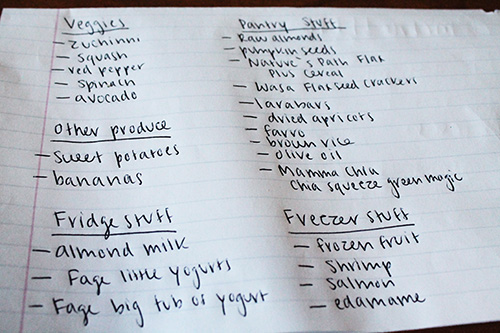 Veggies
- zucchinni
- squash
- red pepper
- spinach
- avocado
Other produce
- sweet potatoes
- bananas
Fridge stuff
- almond milk
- Fage little yogurts
- Fage big tub of yogurt
Pantry Stuff
- Raw almonds
- pumpkin seeds
- Nature's Path Flax
Plus Cereal
- Wasa Flax seed crackers
- larabars
- dried apricots
- farro
- brown rice
- olive oil
- Mamma Chia
chia squeeze green magic
Freezer stuff
- frozen fruit
- shrimp
- salmon
- edamame